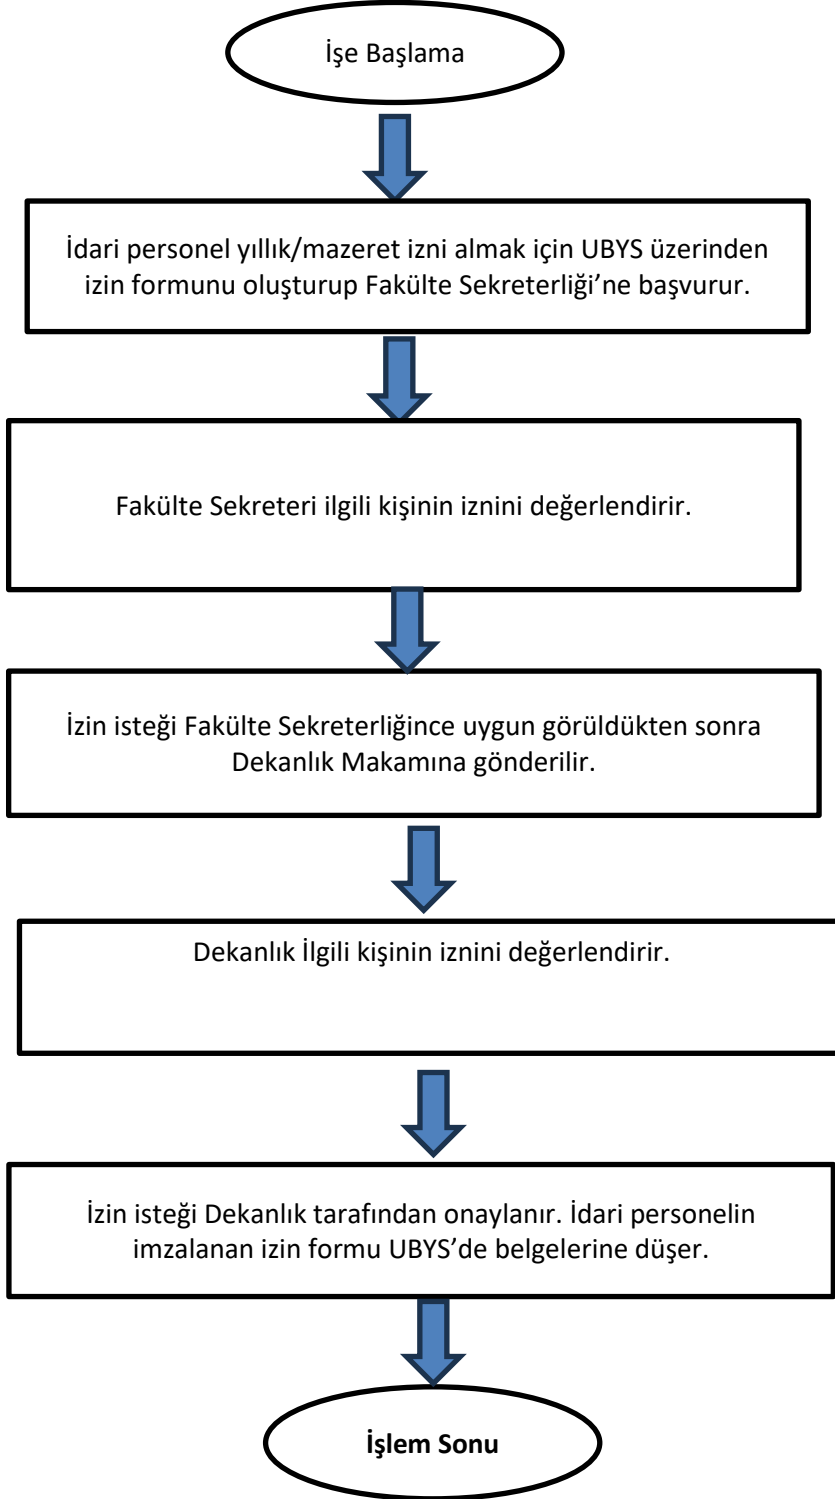 İşe Başlama
İdari personel yıllık/mazeret izni almak için UBYS üzerinden
izin formunu oluşturup Fakülte Sekreterliği’ne başvurur.
Fakülte Sekreteri ilgili kişinin iznini değerlendirir.
İzin isteği Fakülte Sekreterliğince uygun görüldükten sonra
Dekanlık Makamına gönderilir.
Dekanlık İlgili kişinin iznini değerlendirir.
İzin isteği Dekanlık tarafından onaylanır. İdari personelin
imzalanan izin formu UBYS’de belgelerine düşer.
İşlem Sonu